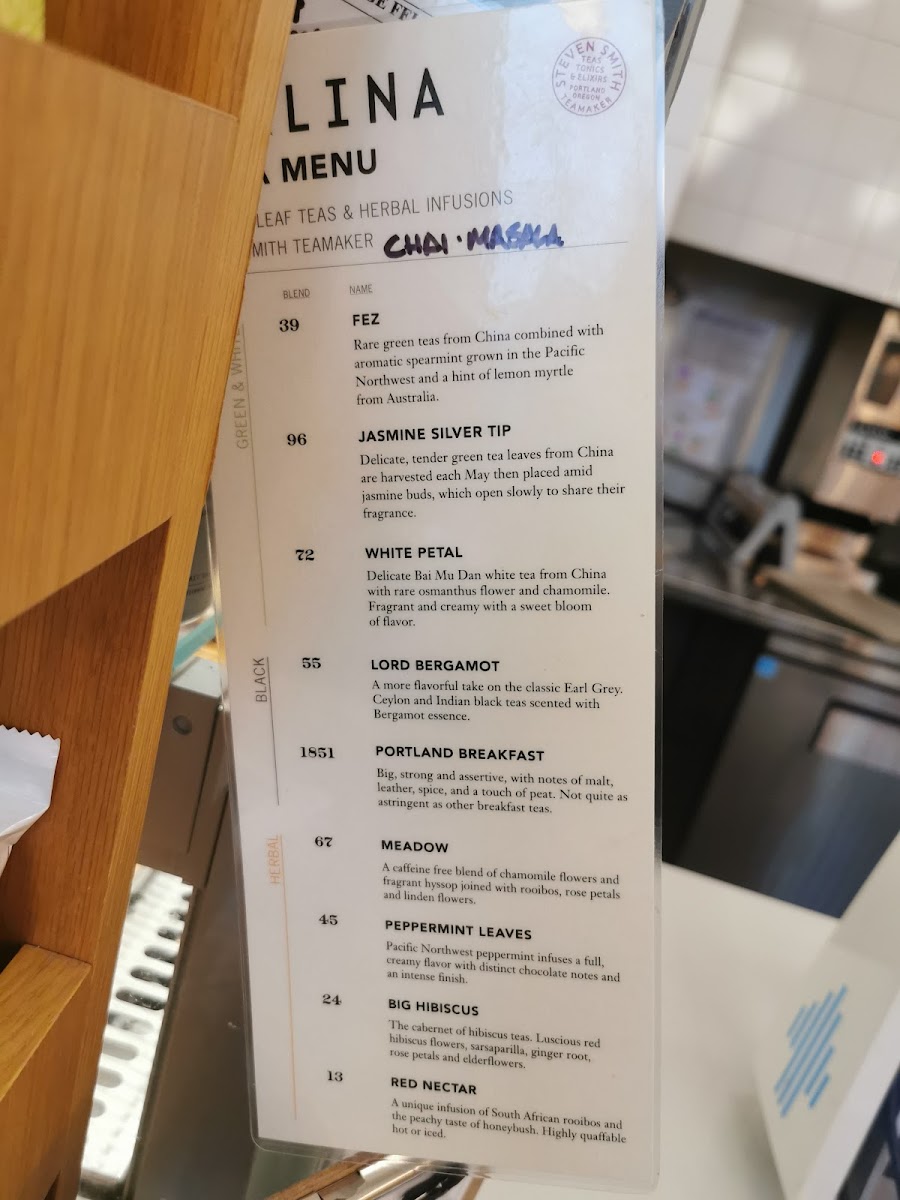 LINA
MENU
LEAF TEAS & HERBAL INFUSIONS
MITH TEAMAKER CHAI · MASALA
STEVEN SMITH
TEAS
TONICS
& ELIXIRS
PORTLAND
OREGON
TEAMAKER
BLEND NAME
GREEN & WHIT
39 FEZ
Rare green teas from China combined with
aromatic spearmint grown in the Pacific
Northwest and a hint of lemon myrtle
from Australia.
96 JASMINE SILVER TIP
Delicate, tender green tea leaves from China
are harvested each May then placed amid
jasmine buds, which open slowly to share their
fragrance.
72 WHITE PETAL
Delicate Bai Mu Dan white tea from China
with rare osmanthus flower and chamomile.
Fragrant and creamy with a sweet bloom
of flavor.
BLACK
55 LORD BERGAMOT
A more flavorful take on the classic Earl Grey.
Ceylon and Indian black teas scented with
Bergamot essence.
1851 PORTLAND BREAKFAST
Big, strong and assertive, with notes of malt,
leather, spice, and a touch of peat. Not quite as
astringent as other breakfast teas.
HERBAL
67 MEADOW
A caffeine free blend of chamomile flowers and
fragrant hyssop joined with rooibos, rose petals
and linden flowers.
45 PEPPERMINT LEAVES
Pacific Northwest peppermint infuses a full,
creamy flavor with distinct chocolate notes and
an intense finish.
24 BIG HIBISCUS
The cabernet of hibiscus teas. Luscious red
hibiscus flowers, sarsaparilla, ginger root,
rose petals and elderflowers.
13 RED NECTAR
A unique infusion of South African rooibos and
the peachy taste of honeybush. Highly quaffable
hot or iced.